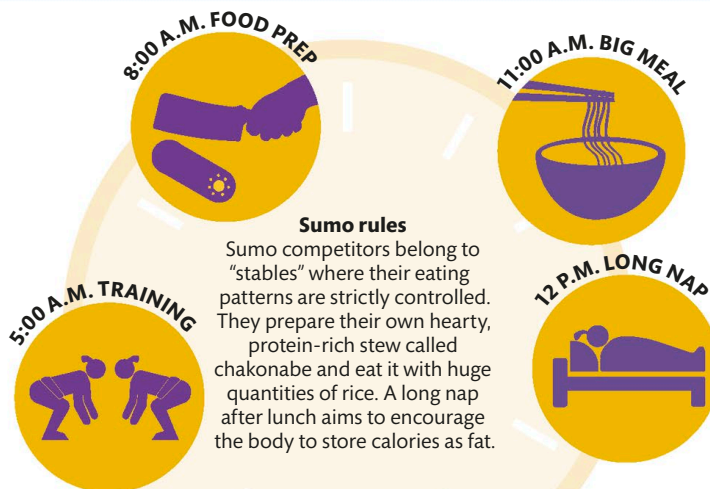 8:00 A.M. FOOD PREP
11:00 A.M. BIG MEAL
5:00 A.M. TRAINING
12 P.M. LONG NAP
Sumo rules
Sumo competitors belong to
“stables” where their eating
patterns are strictly controlled.
They prepare their own hearty,
protein-rich stew called
chakonabe and eat it with huge
quantities of rice. A long nap
after lunch aims to encourage
the body to store calories as fat.